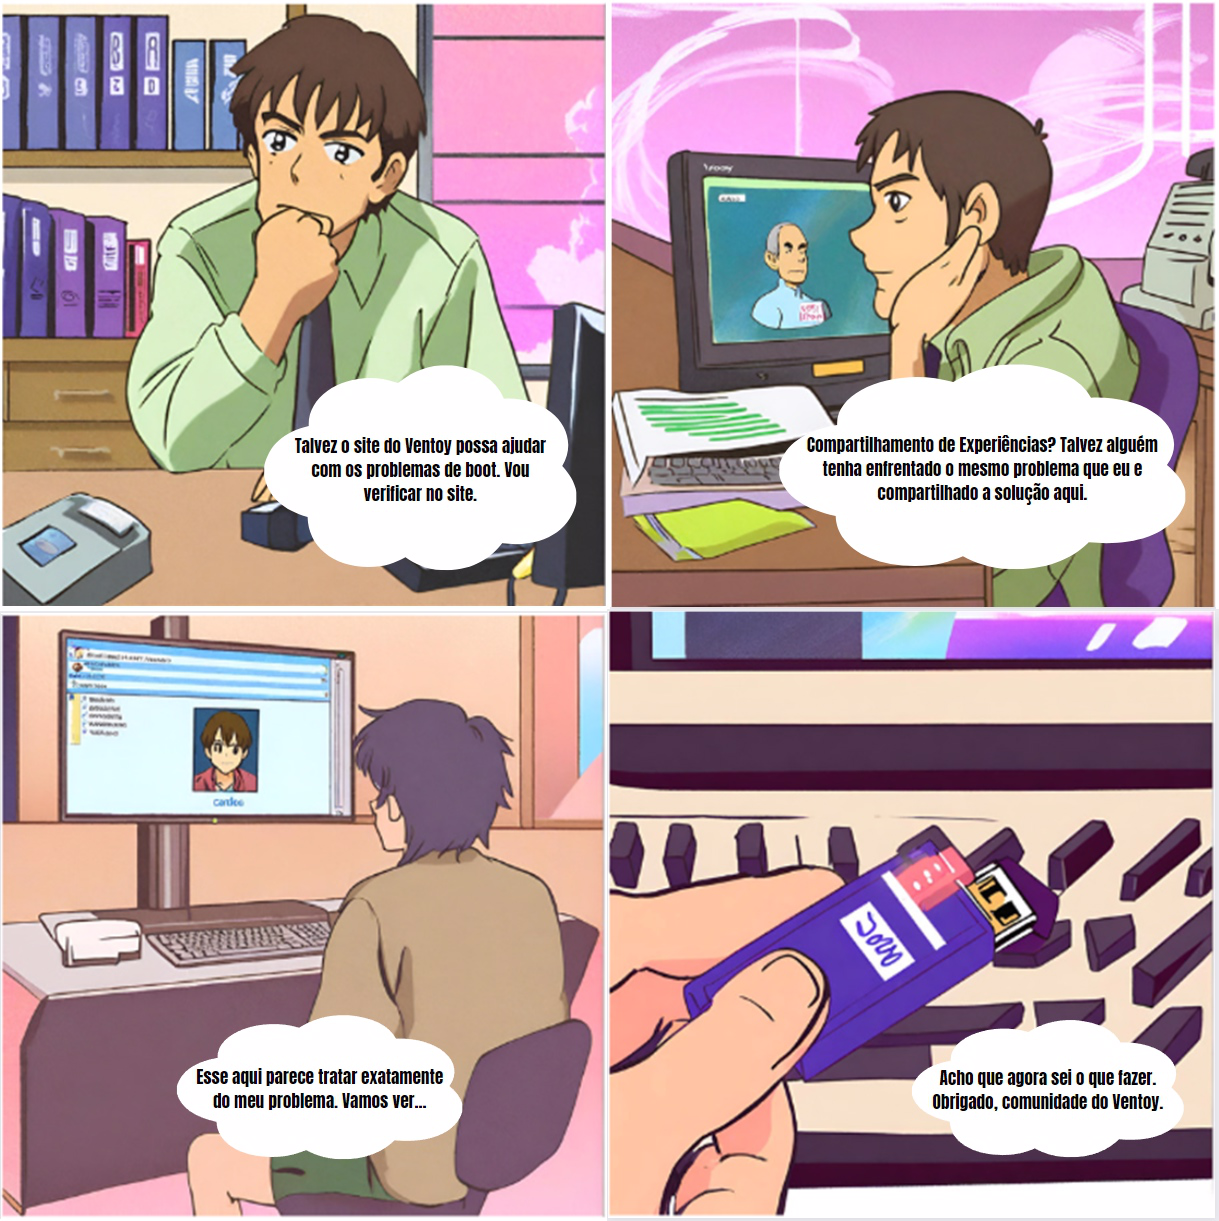 Talvez o site do Ventoy possa ajudar
com os problemas de boot. Vou
verificar no site.
Compartilhamento de Experiências? Talvez alguém
tenha enfrentado o mesmo problema que eu e
compartilhado a solução aqui.
Esse aqui parece tratar exatamente
do meu problema. Vamos ver...
Acho que agora sei o que fazer.
Obrigado, comunidade do Ventoy.